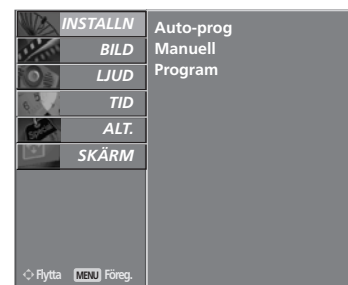 INSTALLN
BILD
LJUD
TID
ALT.
SKÄRM
Auto-prog
Manuell
Program
Flytta MENU Föreg.